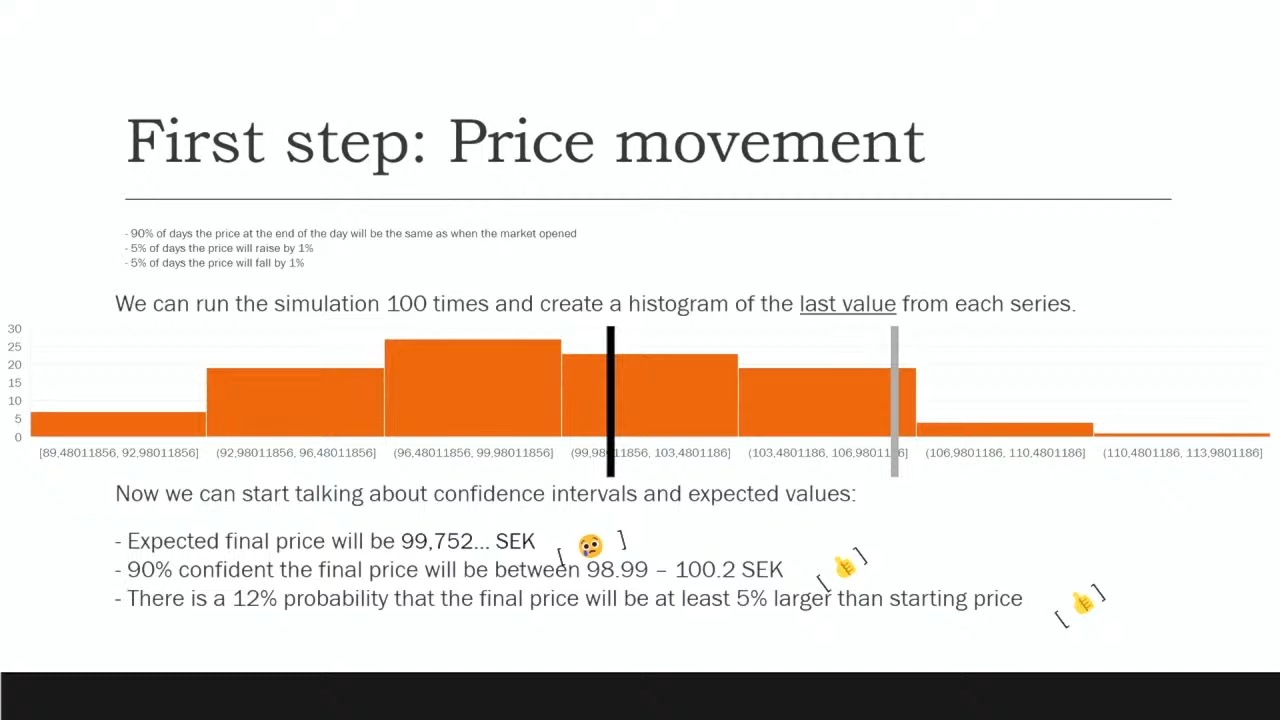 First step: Price movement
- 90% of days the price at the end of the day will be the same as when the market opened
- 5% of days the price will raise by 1%
- 5% of days the price will fall by 1%
We can run the simulation 100 times and create a histogram of the last value from each series.
30
25
20
15
10
5
0
[89,48011856, 92.98011856] (92,98011856, 96,48011856] (96,48011856, 99,98011856] (99,98011856, 103,4801186] (103,4801186, 106,9801186] (106,9801186, 110,4801186] (110,4801186, 113,9801186]
Now we can start talking about confidence intervals and expected values:
- Expected final price will be 99,752... SEK [ 😢 ]
- 90% confident the final price will be between 98.99 – 100.2 SEK [ 👍 ]
- There is a 12% probability that the final price will be at least 5% larger than starting price [ 👍 ]